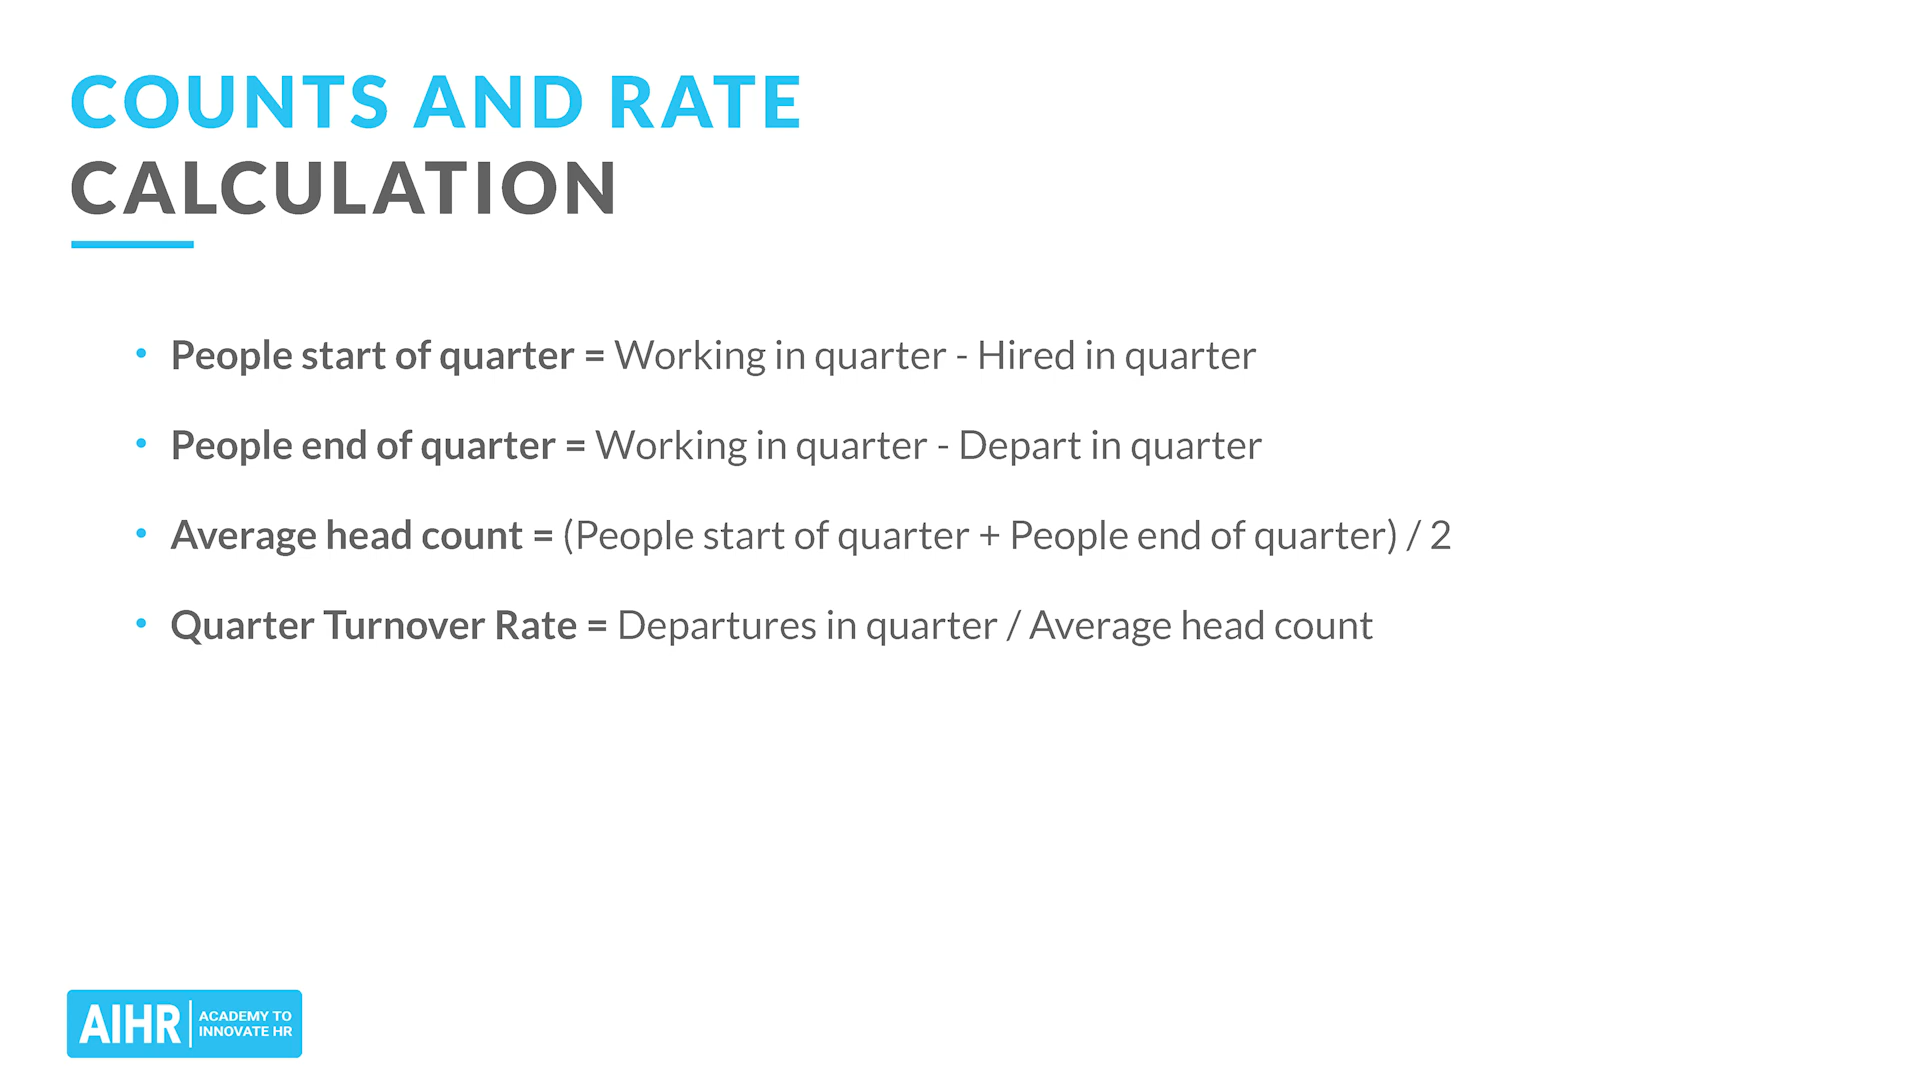 COUNTS AND RATE
CALCULATION
• People start of quarter = Working in quarter - Hired in quarter
• People end of quarter = Working in quarter - Depart in quarter
• Average head count = (People start of quarter + People end of quarter) / 2
• Quarter Turnover Rate = Departures in quarter / Average head count
AIHR | ACADEMY TO
INNOVATE HR